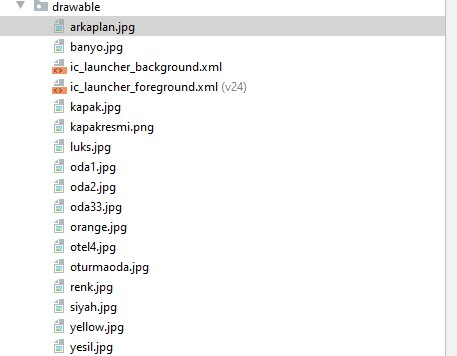 drawable
arkaplan.jpg
banyo.jpg
ic_launcher_background.xml
ic_launcher_foreground.xml (v24)
kapak.jpg
kapakresmi.png
luks.jpg
oda1.jpg
oda2.jpg
oda33.jpg
orange.jpg
otel4.jpg
oturmaoda.jpg
renk.jpg
siyah.jpg
yellow.jpg
yesil.jpg